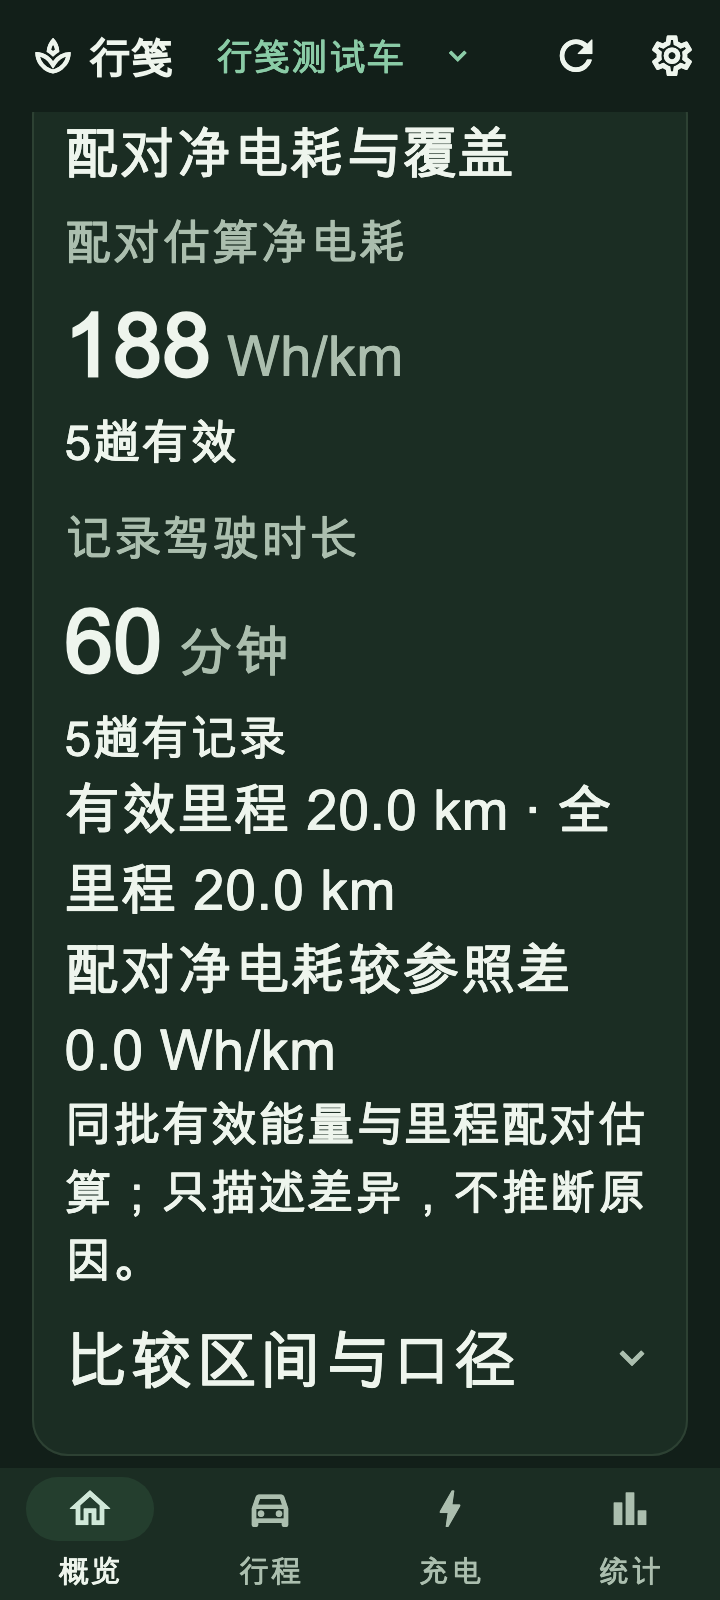 行笺 行笺测试车
配对净电耗与覆盖
配对估算净电耗
188 Wh/km
5趟有效
记录驾驶时长
60 分钟
5趟有记录
有效里程 20.0 km · 全
里程 20.0 km
配对净电耗较参照差
0.0 Wh/km
同批有效能量与里程配对估
算；只描述差异，不推断原
因。
比较区间与口径
概览 行程 充电 统计